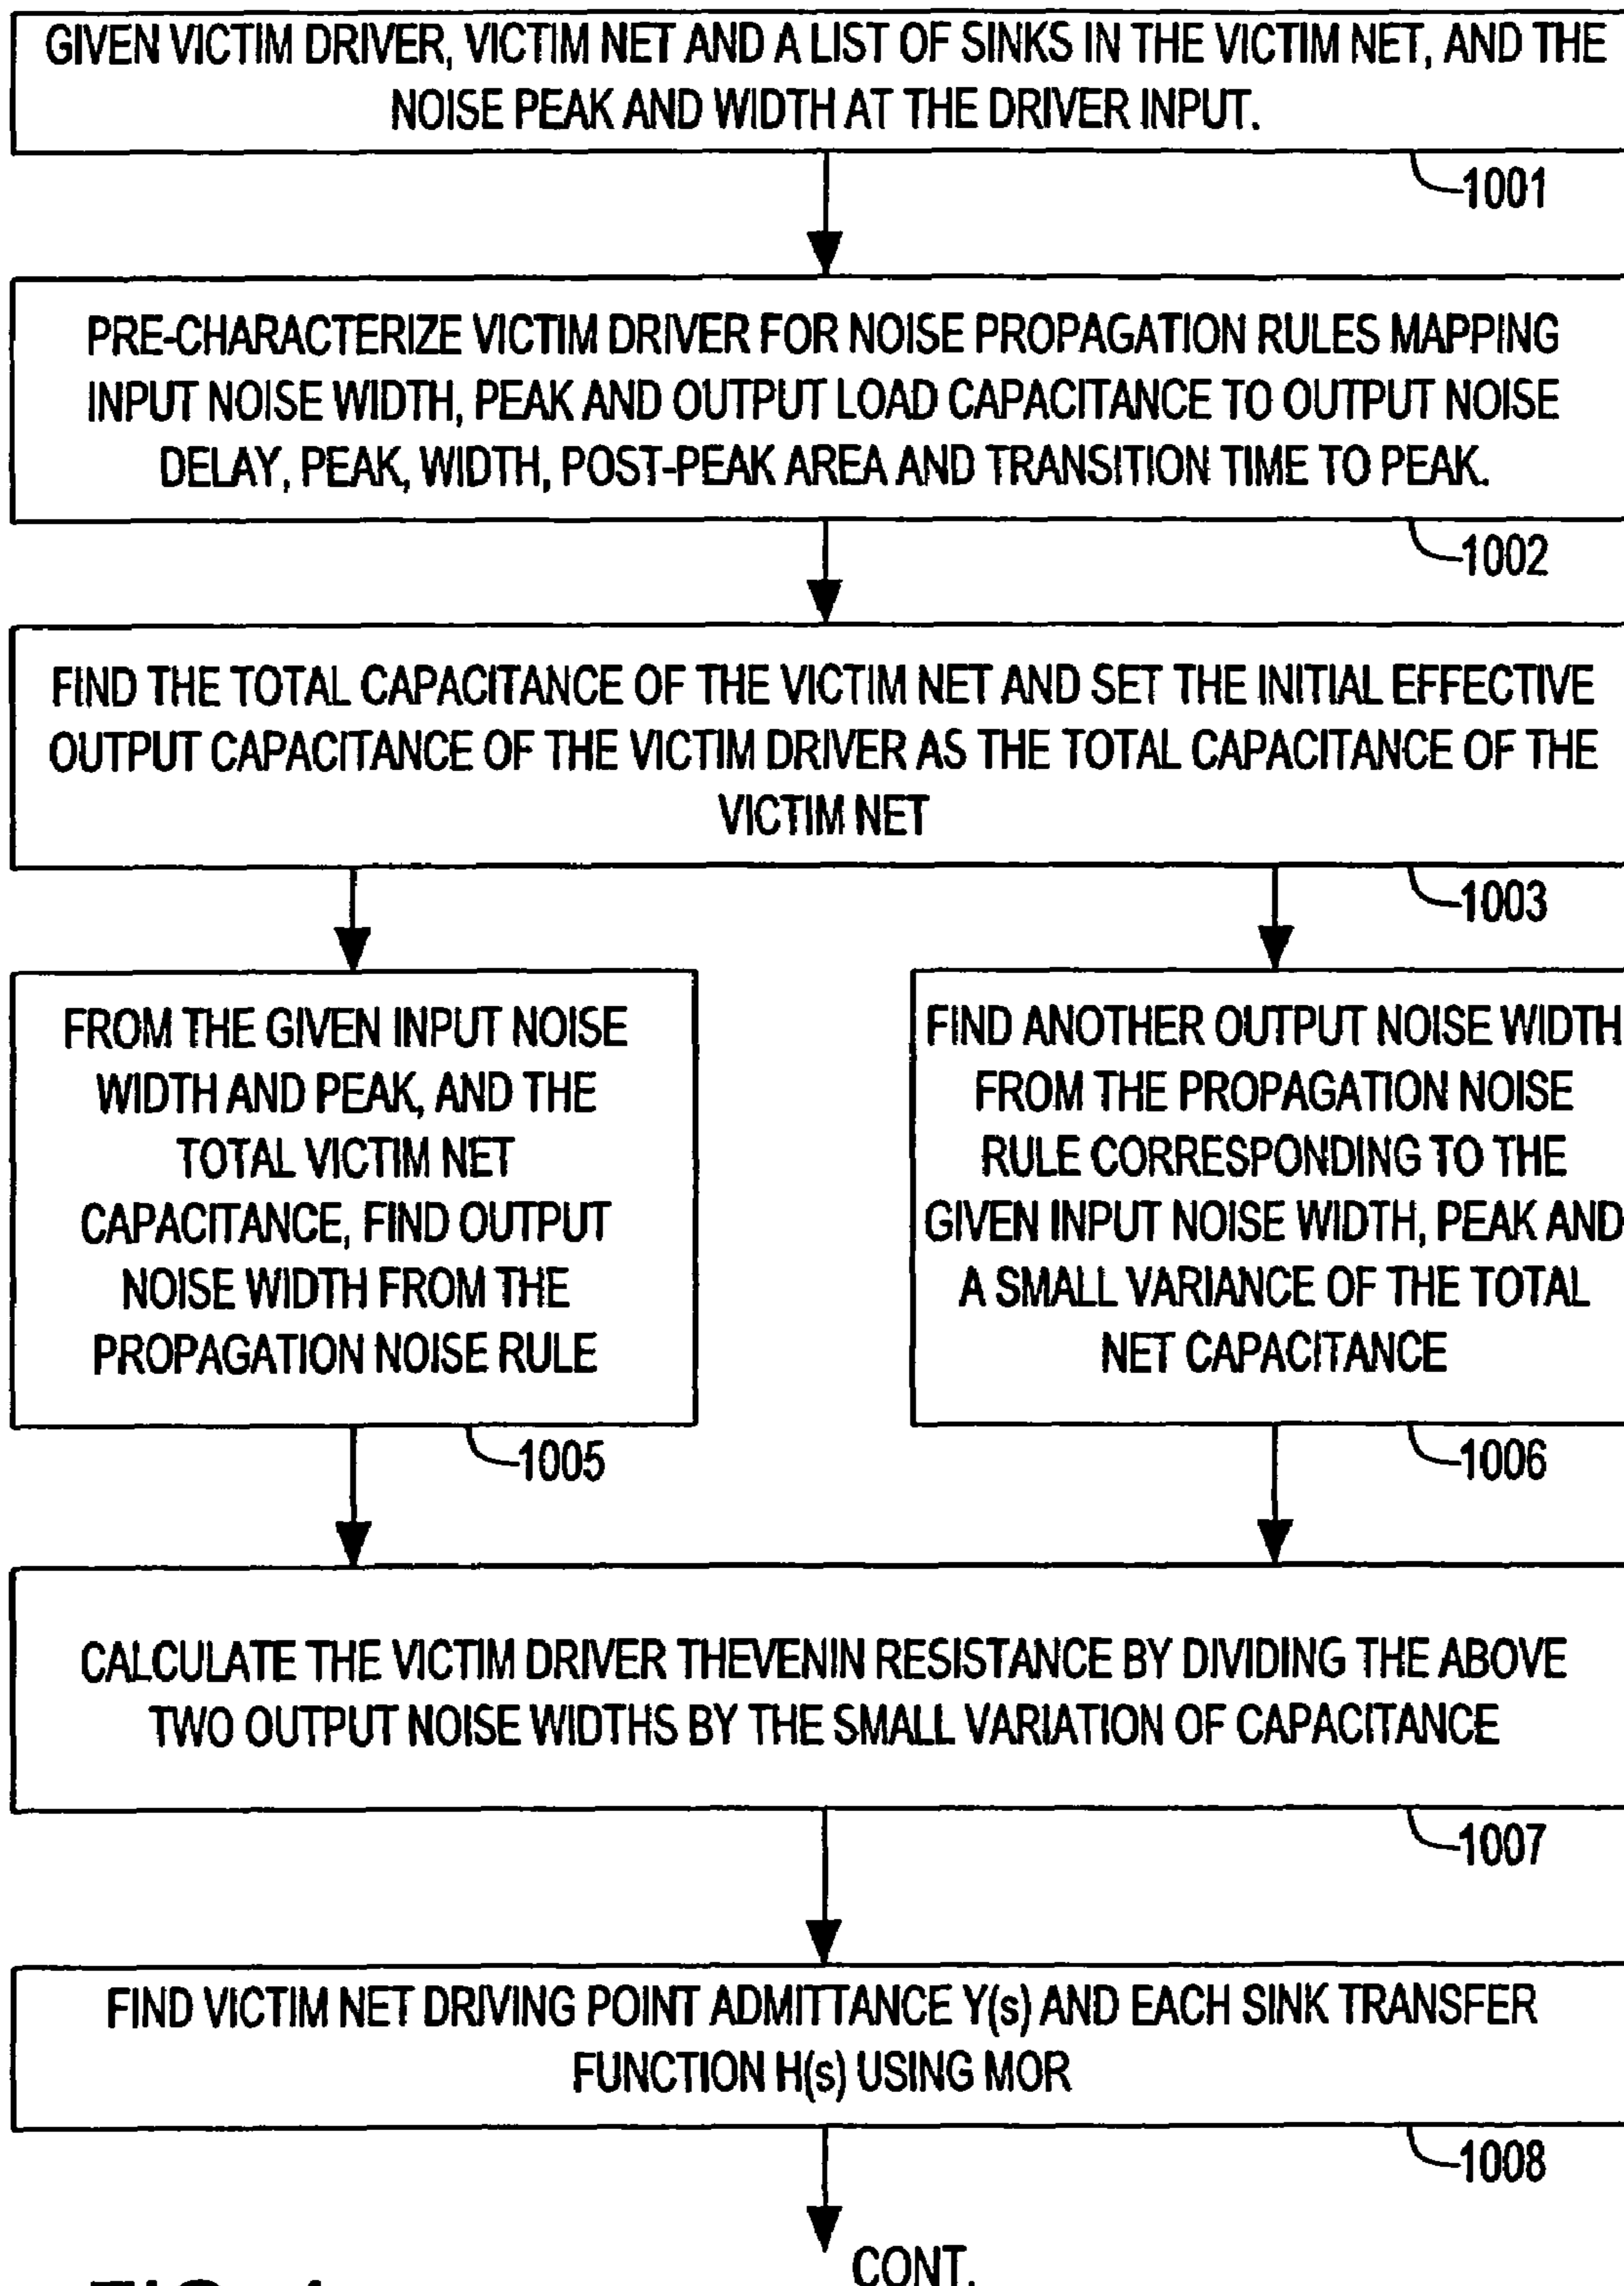 GIVEN VICTIM DRIVER, VICTIM NET AND A LIST OF SINKS IN THE VICTIM NET, AND THE
NOISE PEAK AND WIDTH AT THE DRIVER INPUT.
1001
PRE-CHARACTERIZE VICTIM DRIVER FOR NOISE PROPAGATION RULES MAPPING
INPUT NOISE WIDTH, PEAK AND OUTPUT LOAD CAPACITANCE TO OUTPUT NOISE
DELAY, PEAK, WIDTH, POST-PEAK AREA AND TRANSITION TIME TO PEAK.
1002
FIND THE TOTAL CAPACITANCE OF THE VICTIM NET AND SET THE INITIAL EFFECTIVE
OUTPUT CAPACITANCE OF THE VICTIM DRIVER AS THE TOTAL CAPACITANCE OF THE
VICTIM NET
1003
FROM THE GIVEN INPUT NOISE
WIDTH AND PEAK, AND THE
TOTAL VICTIM NET
CAPACITANCE, FIND OUTPUT
NOISE WIDTH FROM THE
PROPAGATION NOISE RULE
1005
FIND ANOTHER OUTPUT NOISE WIDTH
FROM THE PROPAGATION NOISE
RULE CORRESPONDING TO THE
GIVEN INPUT NOISE WIDTH, PEAK AND
A SMALL VARIANCE OF THE TOTAL
NET CAPACITANCE
1006
CALCULATE THE VICTIM DRIVER THEVENIN RESISTANCE BY DIVIDING THE ABOVE
TWO OUTPUT NOISE WIDTHS BY THE SMALL VARIATION OF CAPACITANCE
1007
FIND VICTIM NET DRIVING POINT ADMITTANCE Y(s) AND EACH SINK TRANSFER
FUNCTION H(s) USING MOR
1008
CONT.